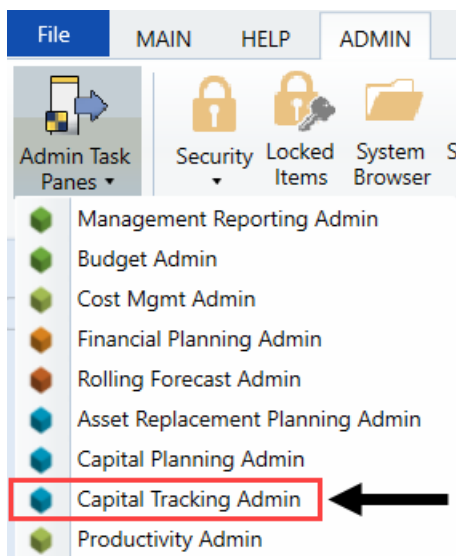 File MAIN HELP ADMIN
Admin Task Security Locked System S
Panes Items Browser
Management Reporting Admin
Budget Admin
Cost Mgmt Admin
Financial Planning Admin
Rolling Forecast Admin
Asset Replacement Planning Admin
Capital Planning Admin
Capital Tracking Admin
Productivity Admin